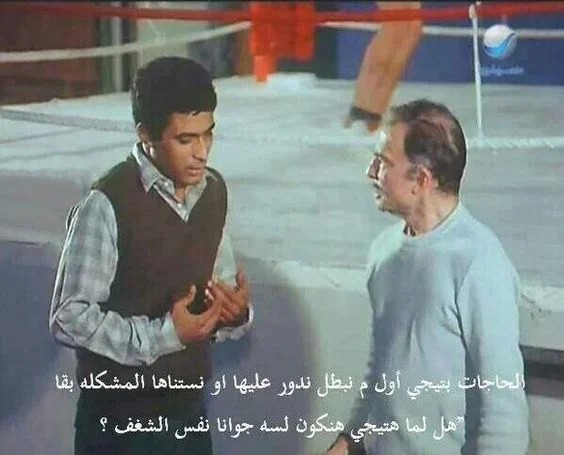 الحاجات بتيجي أول م نبطل ندور عليها او نستناها المشكله بقا
"هل لما هتيجي هنكون لسه جوانا نفس الشغف ؟